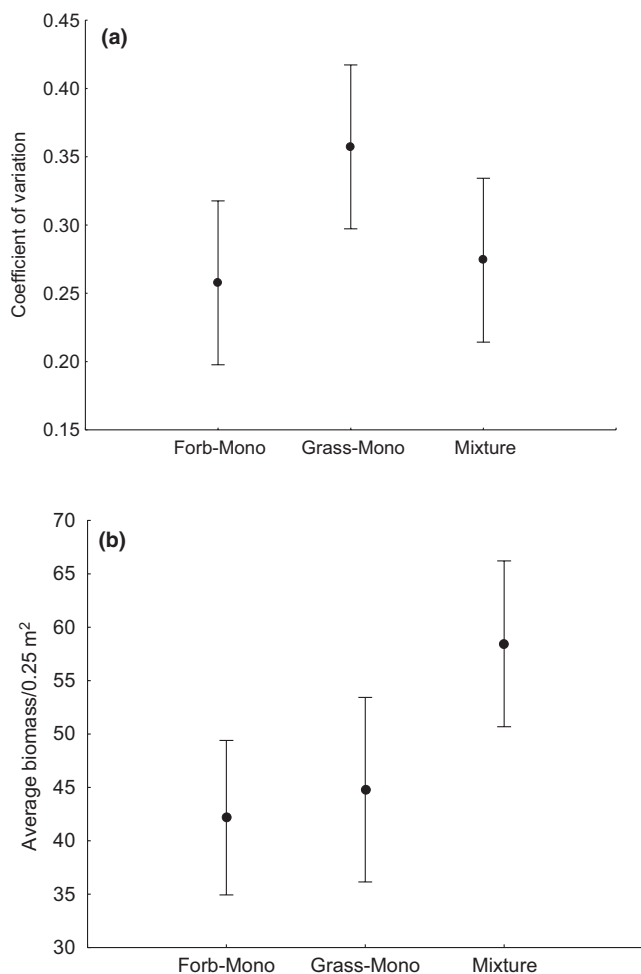 (a)
Coefficient of variation
0.45
0.40
0.35
0.30
0.25
0.20
0.15
Forb-Mono Grass-Mono Mixture
(b)
Average biomass/0.25 m²
70
65
60
55
50
45
40
35
30
Forb-Mono Grass-Mono Mixture